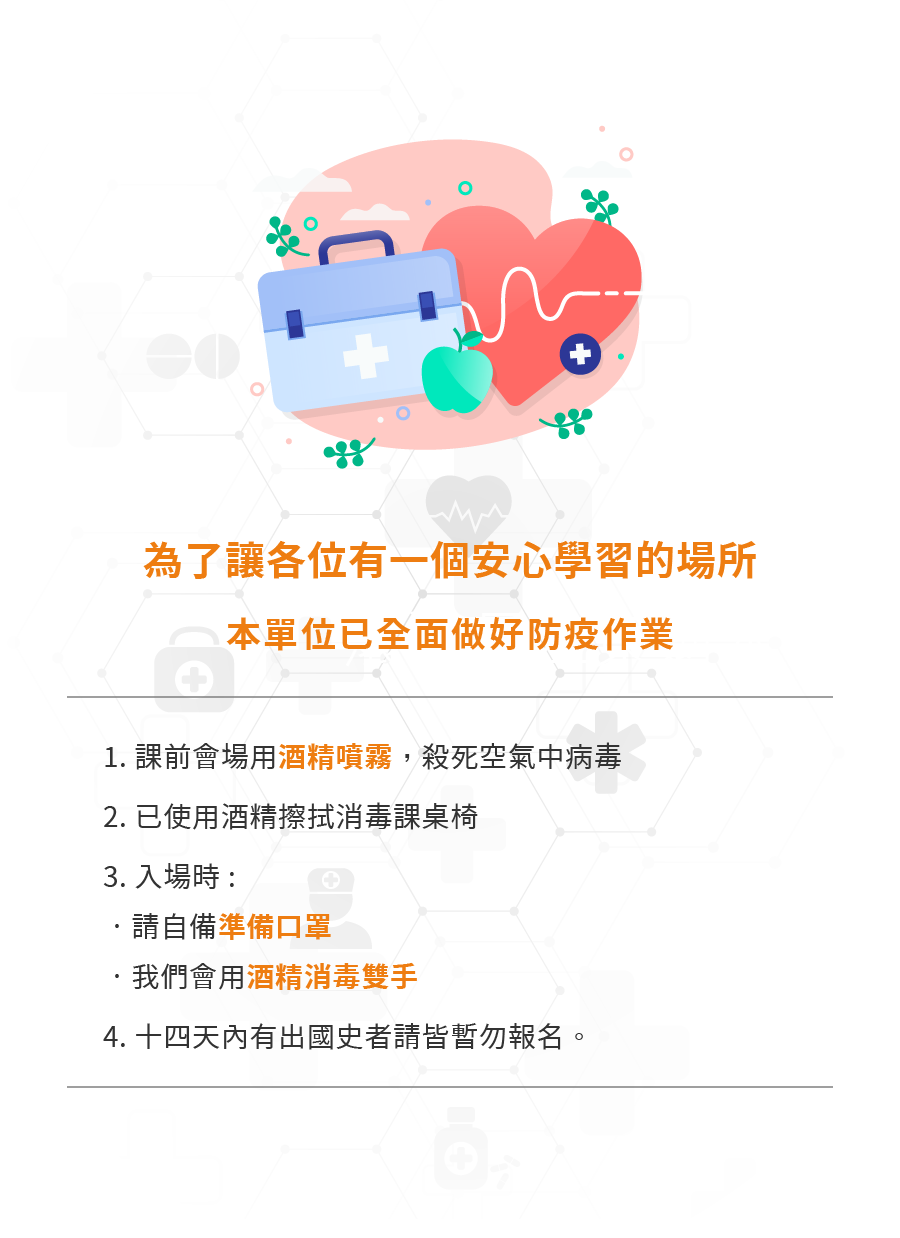 為了讓各位有一個安心學習的場所
本單位已全面做好防疫作業
1. 課前會場用酒精噴霧，殺死空氣中病毒
2. 已使用酒精擦拭消毒課桌椅
3. 入場時 :
· 請自備準備口罩
· 我們會用酒精消毒雙手
4. 十四天內有出國史者請皆暫勿報名。